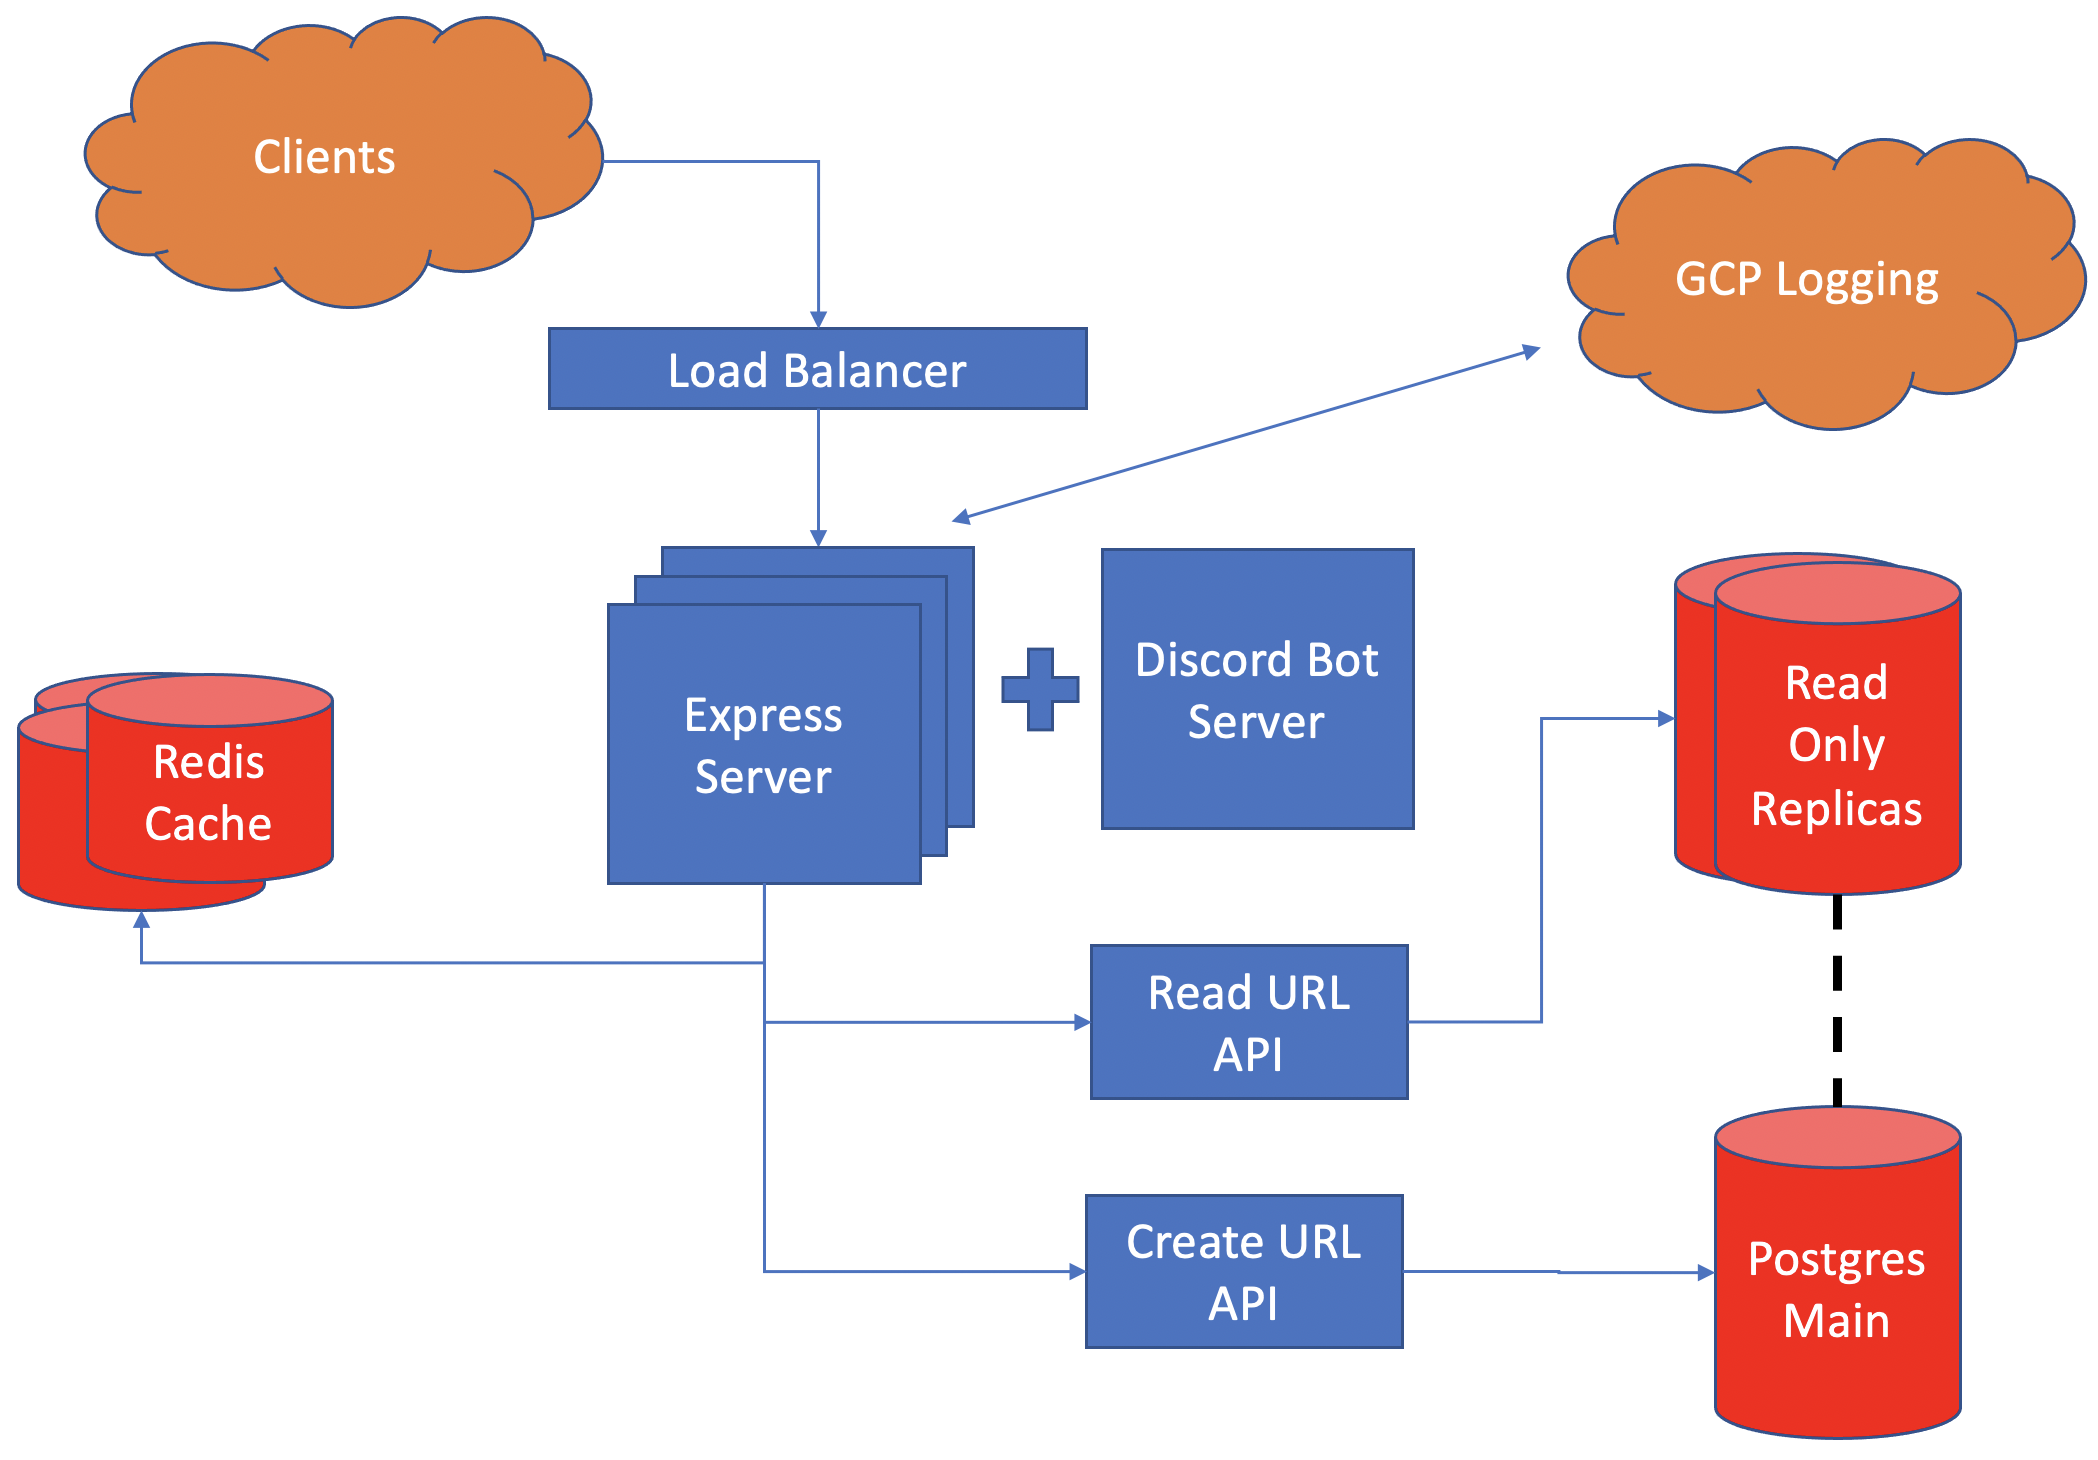 Clients
GCP Logging
Load Balancer
Express
Server
Discord Bot
Server
Redis
Cache
Read
Only
Replicas
Read URL
API
Create URL
API
Postgres
Main